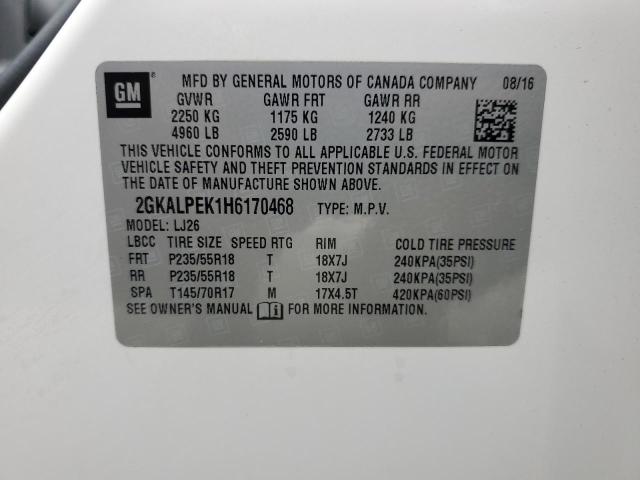 GM ® MFD BY GENERAL MOTORS OF CANADA COMPANY 08/16
GVWR GAWR FRT GAWR RR
2250 KG 1175 KG 1240 KG
4960 LB 2590 LB 2733 LB
THIS VEHICLE CONFORMS TO ALL APPLICABLE U.S. FEDERAL MOTOR
VEHICLE SAFETY AND THEFT PREVENTION STANDARDS IN EFFECT ON
THE DATE OF MANUFACTURE SHOWN ABOVE.
2GKALPEK1H6170468 TYPE: M.P.V.
MODEL: LJ26
LBCC TIRE SIZE SPEED RTG RIM COLD TIRE PRESSURE
FRT P235/55R18 T 18X7J 240KPA(35PSI)
RR P235/55R18 T 18X7J 240KPA(35PSI)
SPA T145/70R17 M 17X4.5T 420KPA(60PSI)
SEE OWNER'S MANUAL FOR MORE INFORMATION.